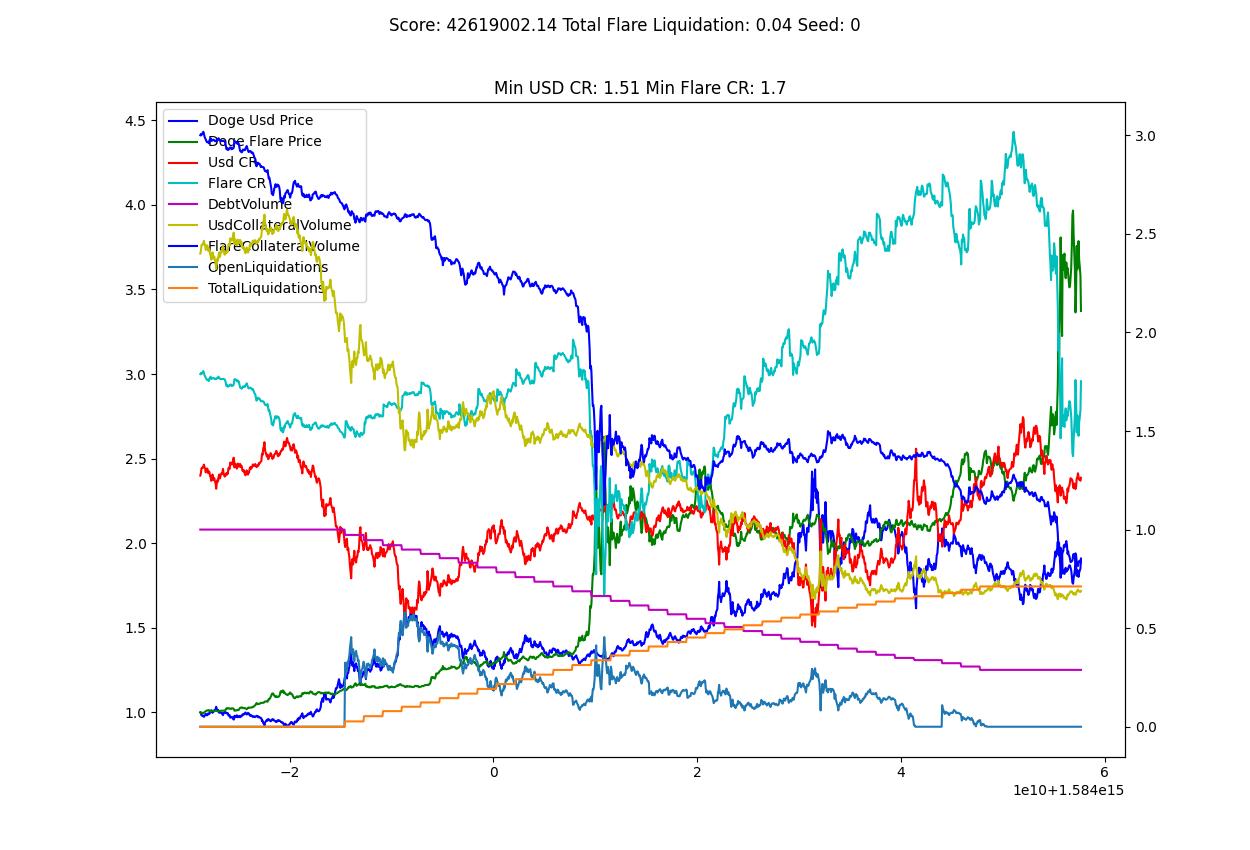 Score: 42619002.14 Total Flare Liquidation: 0.04 Seed: 0
Min USD CR: 1.51 Min Flare CR: 1.7
Doge Usd Price
Doge Flare Price
Usd CR
Flare CR
DebtVolume
UsdCollateralVolume
FlareCollateralVolume
OpenLiquidations
TotalLiquidations
4.5
4.0
3.5
3.0
2.5
2.0
1.5
1.0
3.0
2.5
2.0
1.5
1.0
0.5
0.0
−2
0
2
4
6
1e10+1.584e15